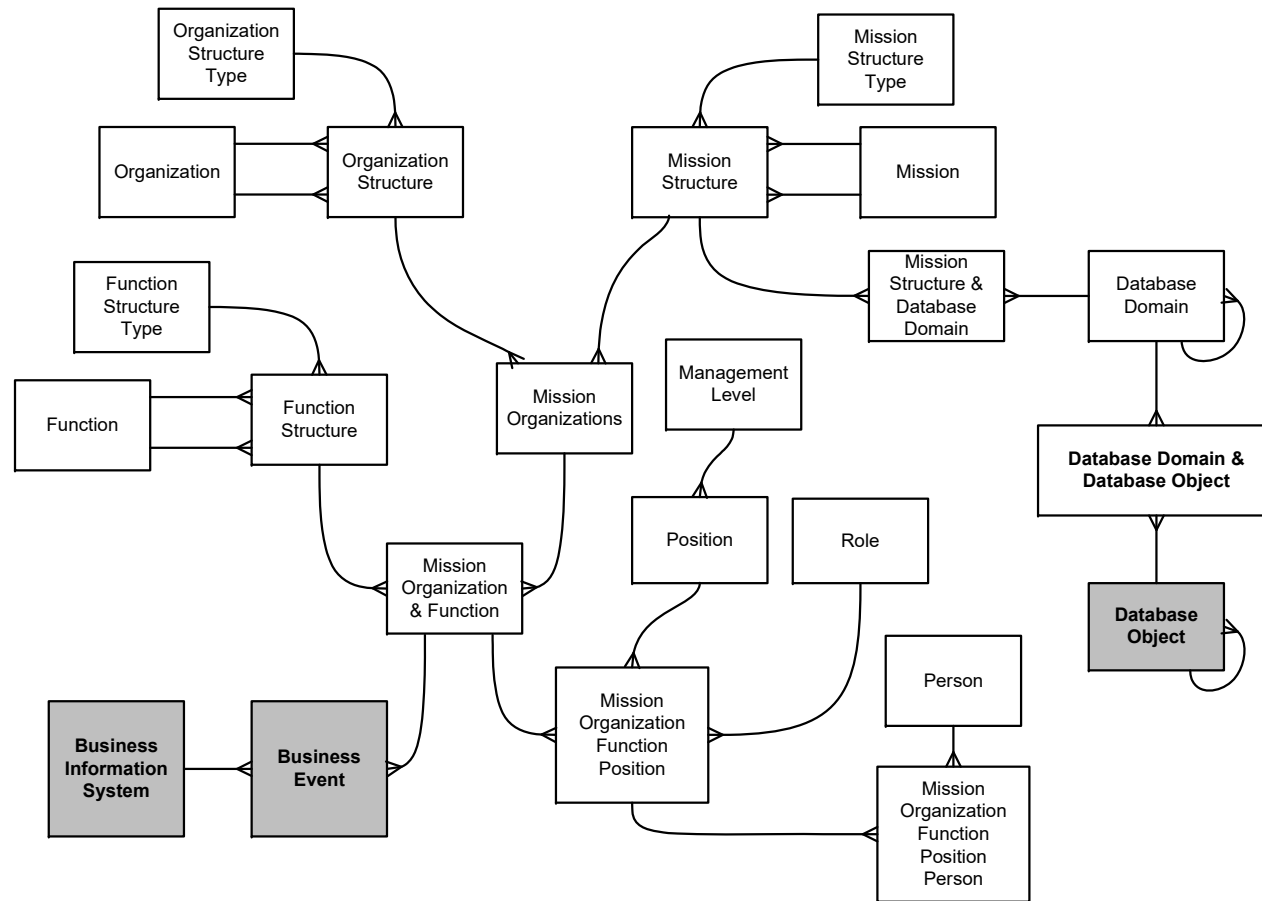 Organization
Structure
Type
Mission
Structure
Type
Organization
Organization
Structure
Mission
Structure
Mission
Function
Structure
Type
Mission
Structure &
Database
Domain
Database
Domain
Function
Function
Structure
Mission
Organizations
Management
Level
Database Domain &
Database Object
Position
Role
Mission
Organization
& Function
Database
Object
Person
Mission
Organization
Function
Position
Business
Information
System
Business
Event
Mission
Organization
Function
Position
Person